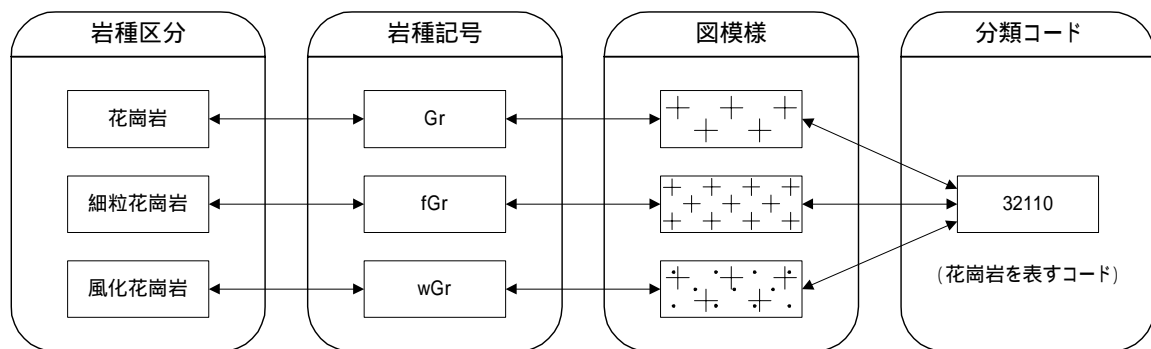 岩種区分
岩種記号
図模様
分類コード
花崗岩
Gr
細粒花崗岩
fGr
32110
風化花崗岩
wGr
(花崗岩を表すコード)